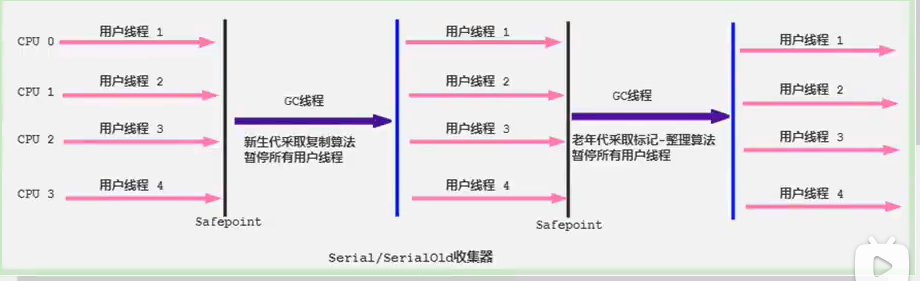 CPU 0
用户线程 1
用户线程 1
用户线程 1
CPU 1
用户线程 2
GC线程
用户线程 2
GC线程
用户线程 2
CPU 2
用户线程 3
新生代采取复制算法
暂停所有用户线程
用户线程 3
老年代采取标记-整理算法
暂停所有用户线程
用户线程 3
CPU 3
用户线程 4
用户线程 4
用户线程 4
Safepoint
Safepoint
Serial/SerialOld收集器